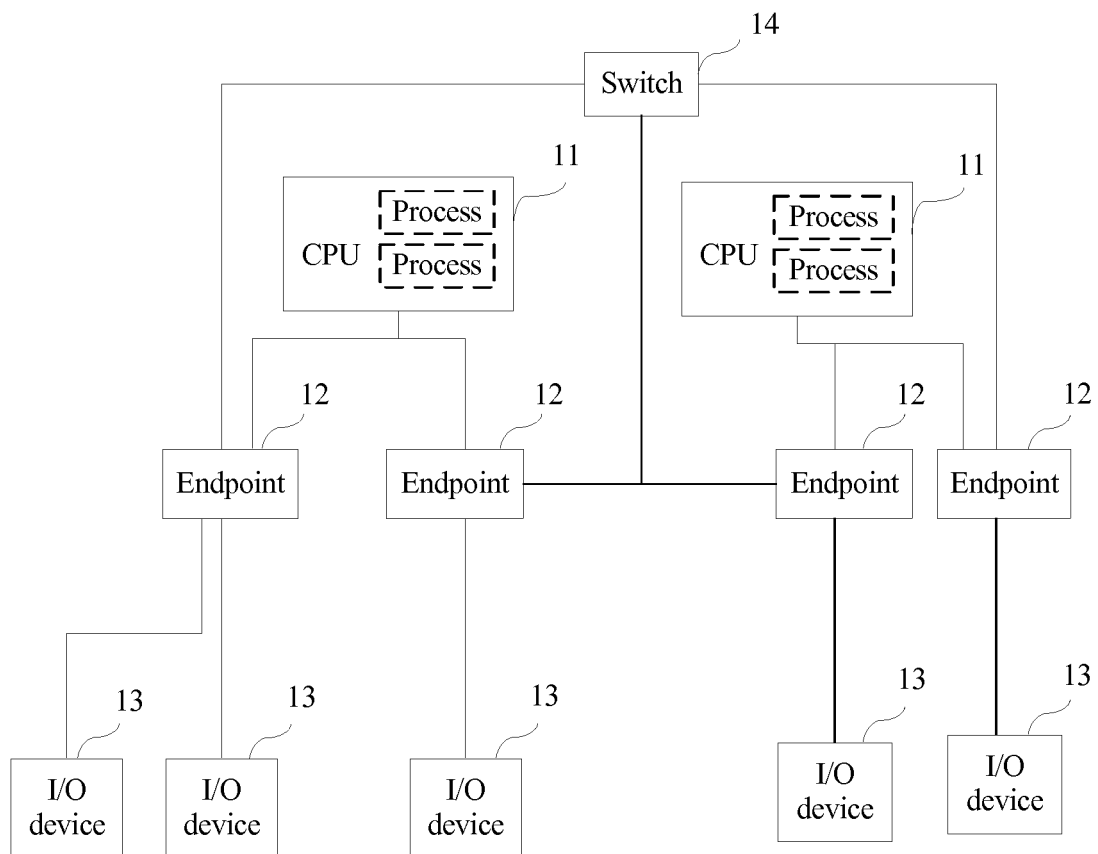 14
Switch
11
Process
CPU
Process
11
Process
CPU
Process
12
12
12
12
Endpoint
Endpoint
Endpoint
Endpoint
13
13
13
13
13
I/O
device
I/O
device
I/O
device
I/O
device
I/O
device